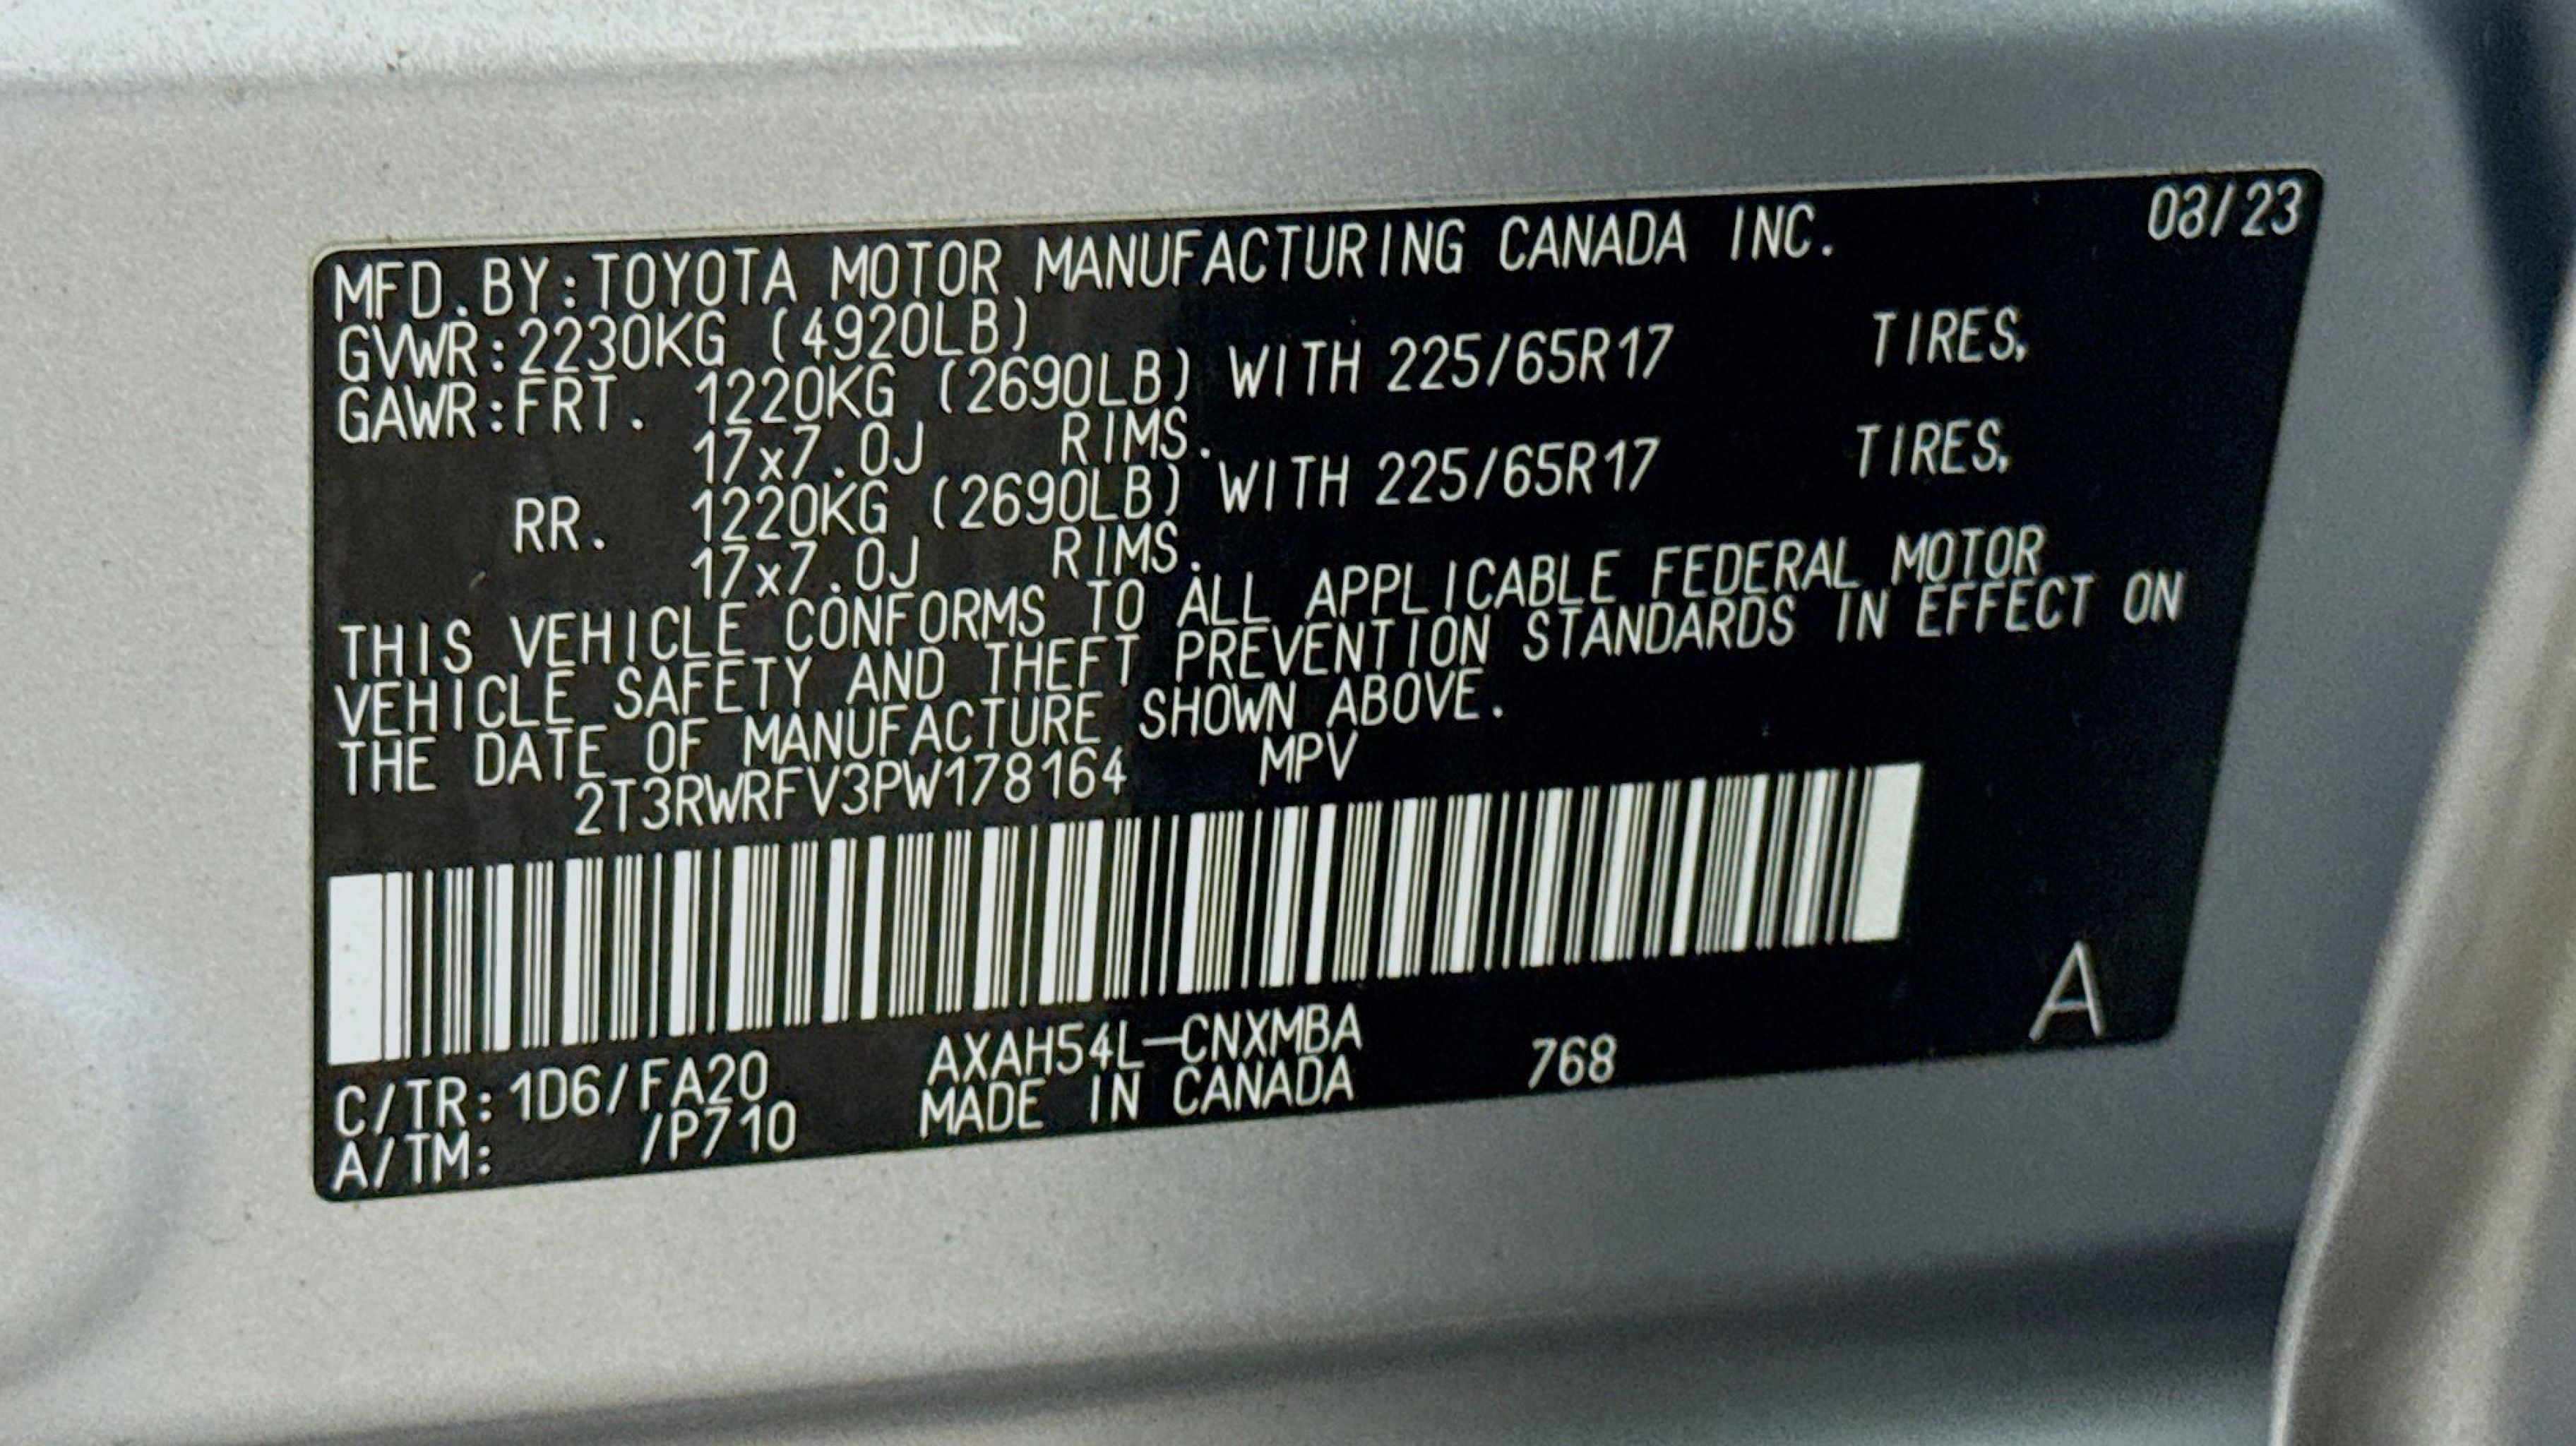 MFD.BY:TOYOTA MOTOR MANUFACTURING CANADA INC. 03/23
GVWR:2230KG (4920LB)
GAWR:FRT. 1220KG (2690LB) WITH 225/65R17 TIRES,
17x7.0J RIMS.
RR. 1220KG (2690LB) WITH 225/65R17 TIRES,
17x7.0J RIMS.
THIS VEHICLE CONFORMS TO ALL APPLICABLE FEDERAL MOTOR
VEHICLE SAFETY AND THEFT PREVENTION STANDARDS IN EFFECT ON
THE DATE OF MANUFACTURE SHOWN ABOVE.
2T3RWRFV3PW178164 MPV
C/TR:1D6/FA20 AXAH54L-CNXMBA 768 A
A/TM: /P710 MADE IN CANADA